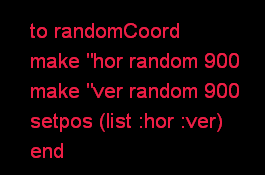 to randomCoord
make "hor random 900
make "ver random 900
setpos (list :hor :ver)
end